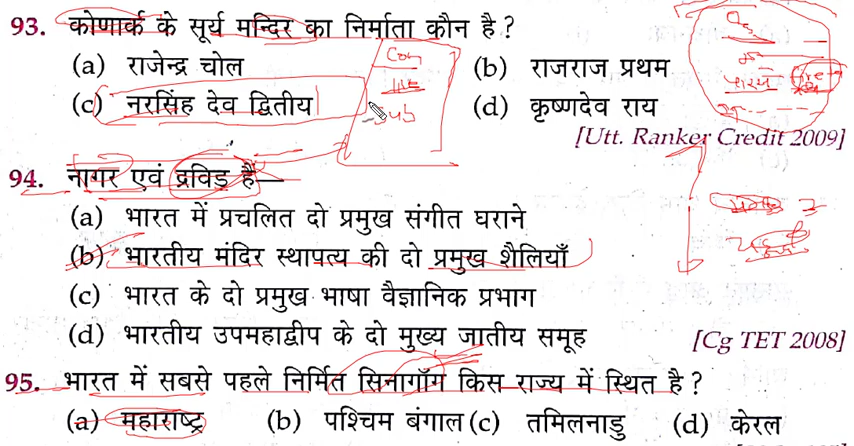 93. कोणार्क के सूर्य मन्दिर का निर्माता कौन है ?
(a) राजेन्द्र चोल (b) राजराज प्रथम
(c) नरसिंह देव द्वितीय (d) कृष्णदेव राय
[Utt. Ranker Credit 2009]
94. नागर एवं द्रविड़ हैं—
(a) भारत में प्रचलित दो प्रमुख संगीत घराने
(b) भारतीय मंदिर स्थापत्य की दो प्रमुख शैलियाँ
(c) भारत के दो प्रमुख भाषा वैज्ञानिक प्रभाग
(d) भारतीय उपमहाद्वीप के दो मुख्य जातीय समूह [Cg TET 2008]
95. भारत में सबसे पहले निर्मित सिनागॉग किस राज्य में स्थित है ?
(a) महाराष्ट्र (b) पश्चिम बंगाल (c) तमिलनाडु (d) केरल